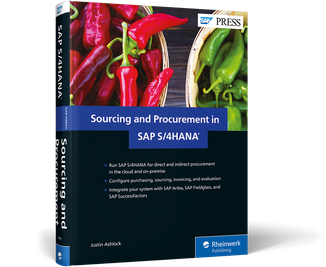 SAP PRESS
Sourcing and Procurement in
SAP S/4HANA®
Run SAP S/4HANA for direct and indirect procurement
in the cloud and on-premise
Configure purchasing, sourcing, invoicing, and evaluation
Integrate your system with SAP Ariba, SAP Fieldglass, and
SAP SuccessFactors
Justin Ashlock
Rheinwerk
Publishing
SAP S/4HANA®
Sourcing and
Procurement in